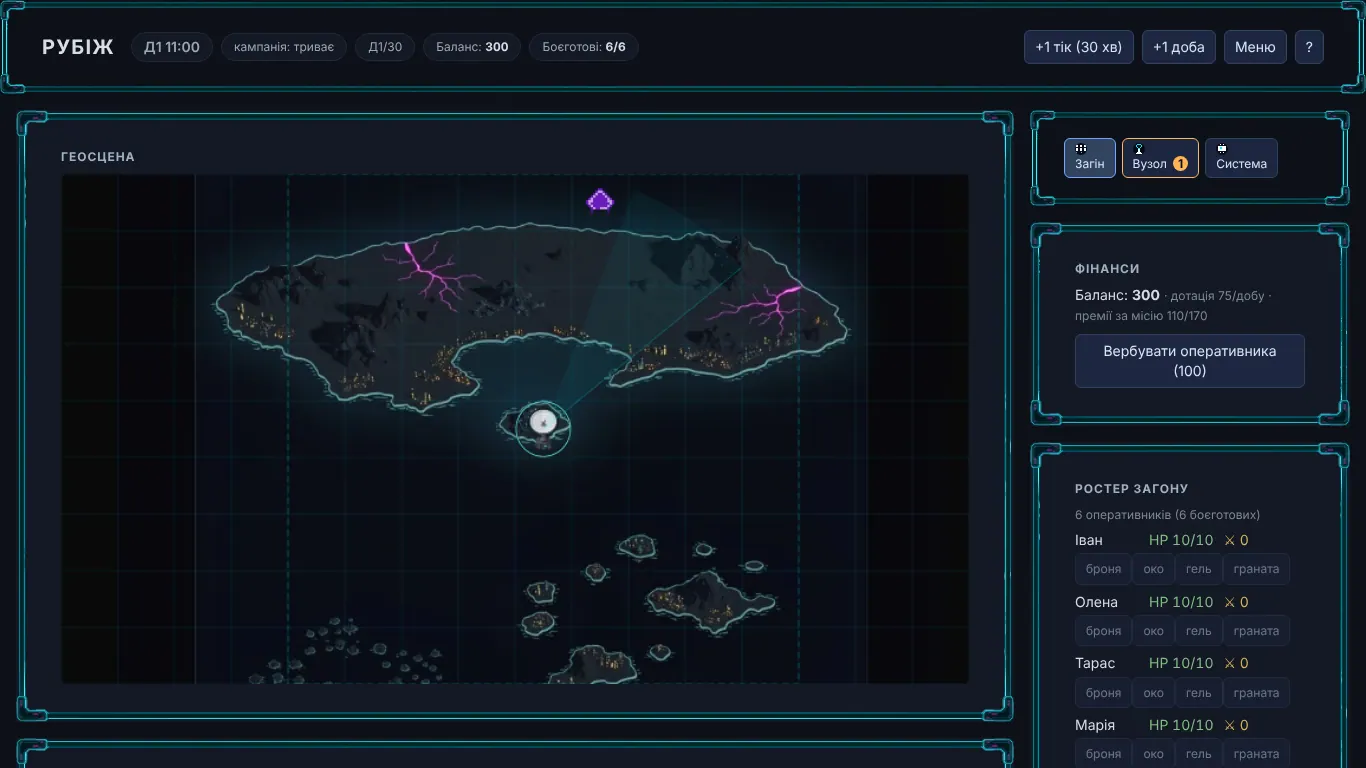 РУБІЖ
Д1 11:00
кампанія: триває
Д1/30
Баланс: 300
Боєготові: 6/6
+1 тік (30 хв)
+1 доба
Меню
?
ГЕОСЦЕНА
Загін
Вузол 1
Система
ФІНАНСИ
Баланс: 300 · дотація 75/добу ·
премії за місію 110/170
Вербувати оперативника
(100)
РОСТЕР ЗАГОНУ
6 оперативників (6 боєготових)
Іван HP 10/10 ⚔ 0
броня око гель граната
Олена HP 10/10 ⚔ 0
броня око гель граната
Тарас HP 10/10 ⚔ 0
броня око гель граната
Марія HP 10/10 ⚔ 0
броня око гель граната